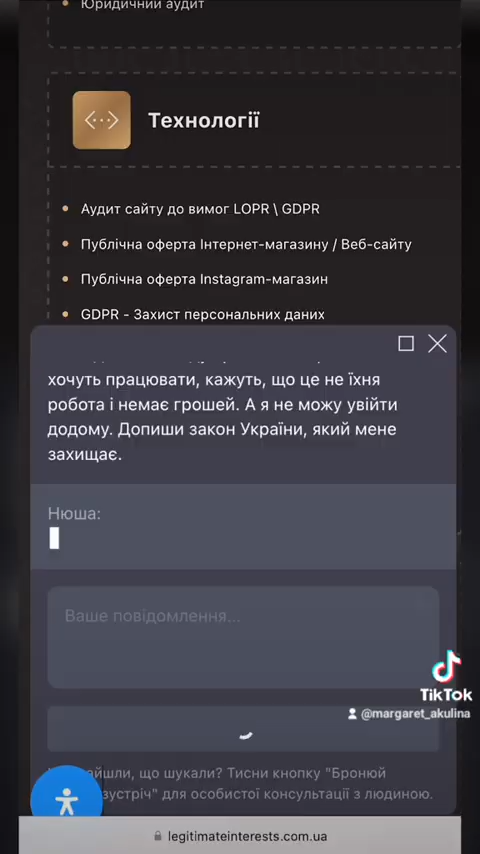 Юридичний аудит
Технології
Аудит сайту до вимог LOPR \ GDPR
Публічна оферта Інтернет-магазину / Веб-сайту
Публічна оферта Instagram-магазин
GDPR - Захист персональних даних
хочуть працювати, кажуть, що це не їхня
робота і немає грошей. А я не можу увійти
додому. Допиши закон України, який мене
захищає.
Нюша:
Ваше повідомлення...
TikTok
@margaret_akulina
що шукали? Тисни кнопку "Бронюй
для особистої консультації з людиною.
legitimateinterests.com.ua